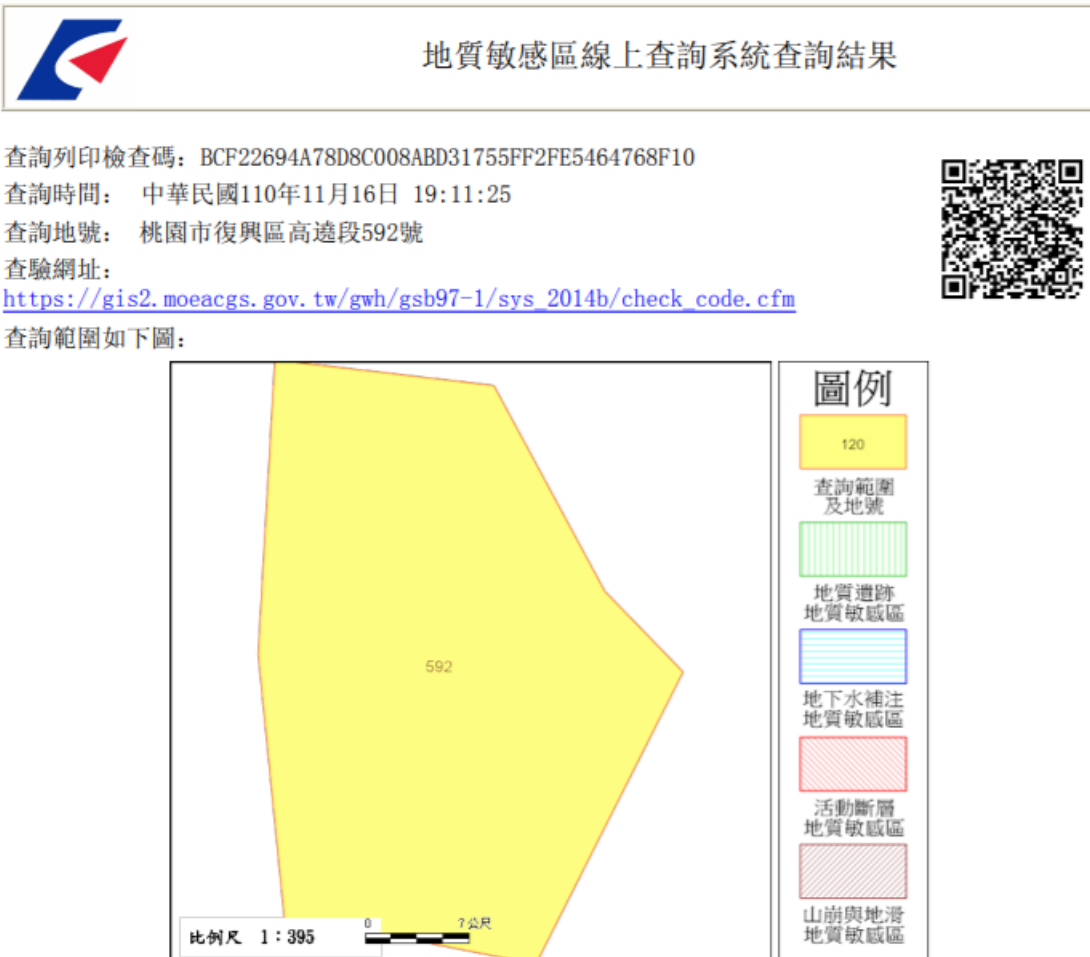 地質敏感區線上查詢系統查詢結果
查詢列印檢查碼：BCF22694A78D8C008ABD31755FF2FE5464768F10
查詢時間： 中華民國110年11月16日 19:11:25
查詢地號： 桃園市復興區高遶段592號
查驗網址：
https://gis2.moeacgs.gov.tw/gwh/gsb97-1/sys_2014b/check_code.cfm
查詢範圍如下圖：
592
比例尺 1：395
0 7公尺
圖例
120
查詢範圍
及地號
地質遺跡
地質敏感區
地下水補注
地質敏感區
活動斷層
地質敏感區
山崩與地滑
地質敏感區